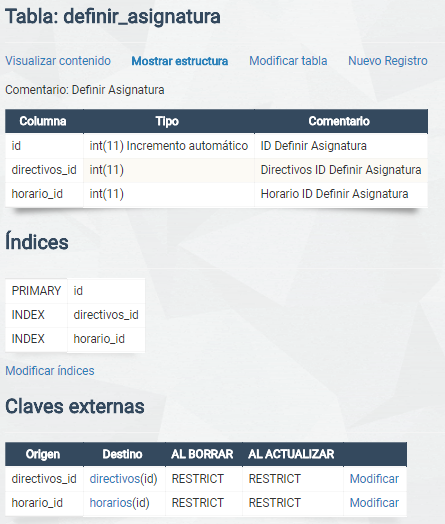 Tabla: definir_asignatura
Visualizar contenido Mostrar estructura Modificar tabla Nuevo Registro
Comentario: Definir Asignatura
Columna Tipo Comentario
id int(11) Incremento automático ID Definir Asignatura
directivos_id int(11) Directivos ID Definir Asignatura
horario_id int(11) Horario ID Definir Asignatura
Índices
PRIMARY id
INDEX directivos_id
INDEX horario_id
Modificar índices
Claves externas
Origen Destino AL BORRAR AL ACTUALIZAR
directivos_id directivos(id) RESTRICT RESTRICT Modificar
horario_id horarios(id) RESTRICT RESTRICT Modificar